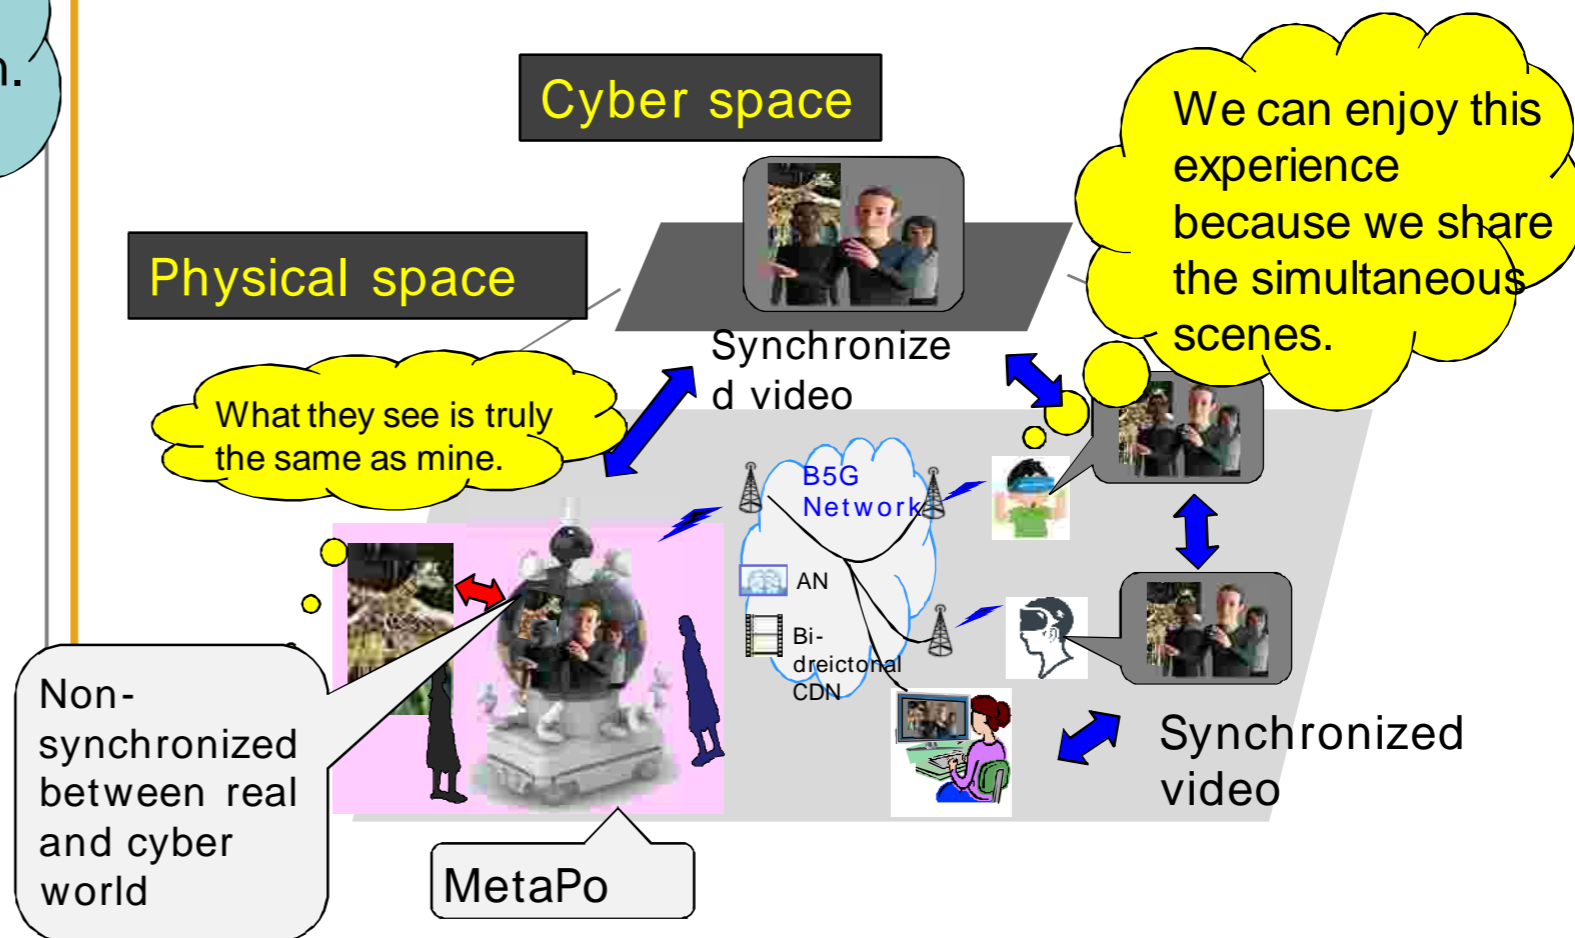 n.
Cyber space
We can enjoy this
experience
because we share
the simultaneous
scenes.
Physical space
Synchronize
d video
What they see is truly
the same as mine.
B5G
Network
AN
Bi-
dreictonal
CDN
Non-
synchronized
between real
and cyber
world
MetaPo
Synchronized
video